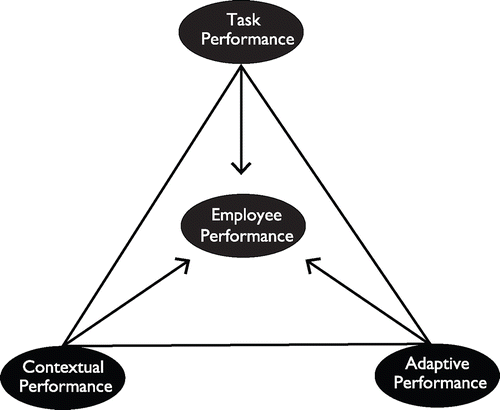 Task
Performance
Employee
Performance
Contextual
Performance
Adaptive
Performance